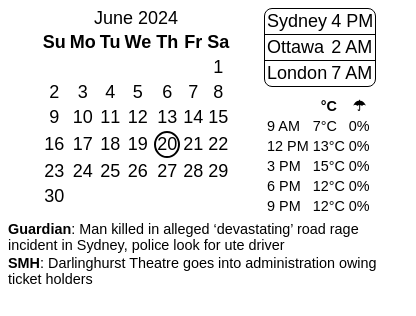 June 2024
Su Mo Tu We Th Fr Sa
1
2 3 4 5 6 7 8
9 10 11 12 13 14 15
16 17 18 19 20 21 22
23 24 25 26 27 28 29
30
Sydney 4 PM
Ottawa 2 AM
London 7 AM
°C ☂
9 AM 7°C 0%
12 PM 13°C 0%
3 PM 15°C 0%
6 PM 12°C 0%
9 PM 12°C 0%
Guardian: Man killed in alleged ‘devastating’ road rage
incident in Sydney, police look for ute driver
SMH: Darlinghurst Theatre goes into administration owing
ticket holders